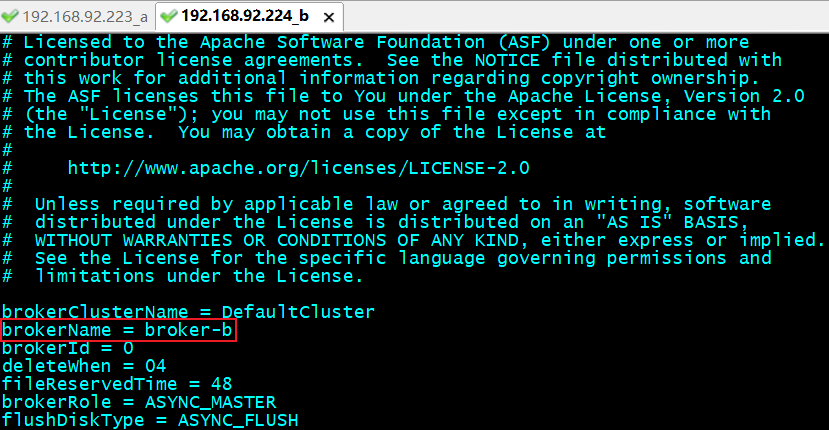 192.168.92.223_a
192.168.92.224_b
# Licensed to the Apache Software Foundation (ASF) under one or more
# contributor license agreements.  See the NOTICE file distributed with
# this work for additional information regarding copyright ownership.
# The ASF licenses this file to You under the Apache License, Version 2.0
# (the "License"); you may not use this file except in compliance with
# the License.  You may obtain a copy of the License at
#
#     http://www.apache.org/licenses/LICENSE-2.0
#
#  Unless required by applicable law or agreed to in writing, software
#  distributed under the License is distributed on an "AS IS" BASIS,
#  WITHOUT WARRANTIES OR CONDITIONS OF ANY KIND, either express or implied.
#  See the License for the specific language governing permissions and
#  limitations under the License.
brokerClusterName = DefaultCluster
brokerName = broker-b
brokerId = 0
deleteWhen = 04
fileReservedTime = 48
brokerRole = ASYNC_MASTER
flushDiskType = ASYNC_FLUSH